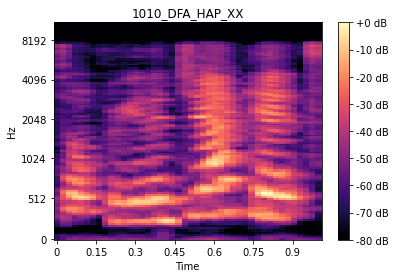 1010_DFA_HAP_XX
+0 dB
8192
-10 dB
4096
-20 dB
-30 dB
2048
Hz
-40 dB
1024
-50 dB
512
-60 dB
-70 dB
0
-80 dB
0 0.15 0.3 0.45 0.6 0.75 0.9
Time